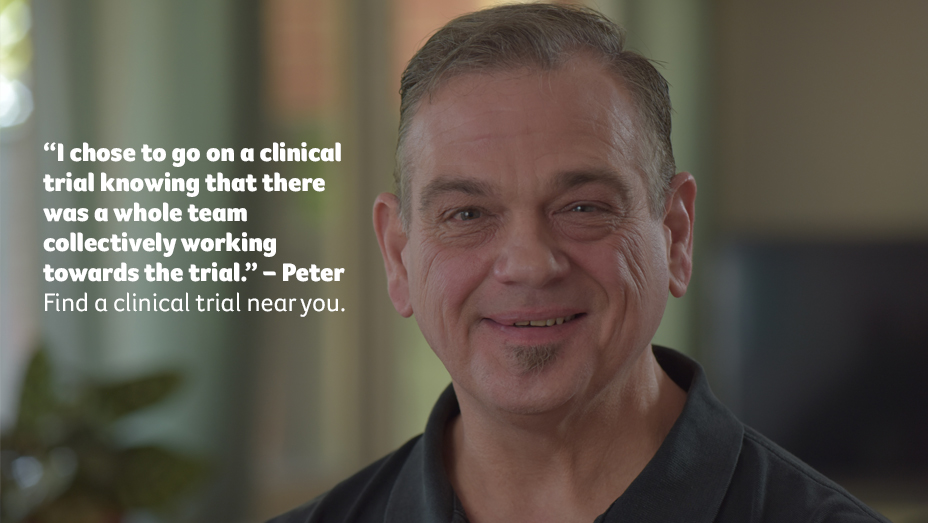 “I chose to go on a clinical
trial knowing that there
was a whole team
collectively working
towards the trial.” – Peter
Find a clinical trial near you.